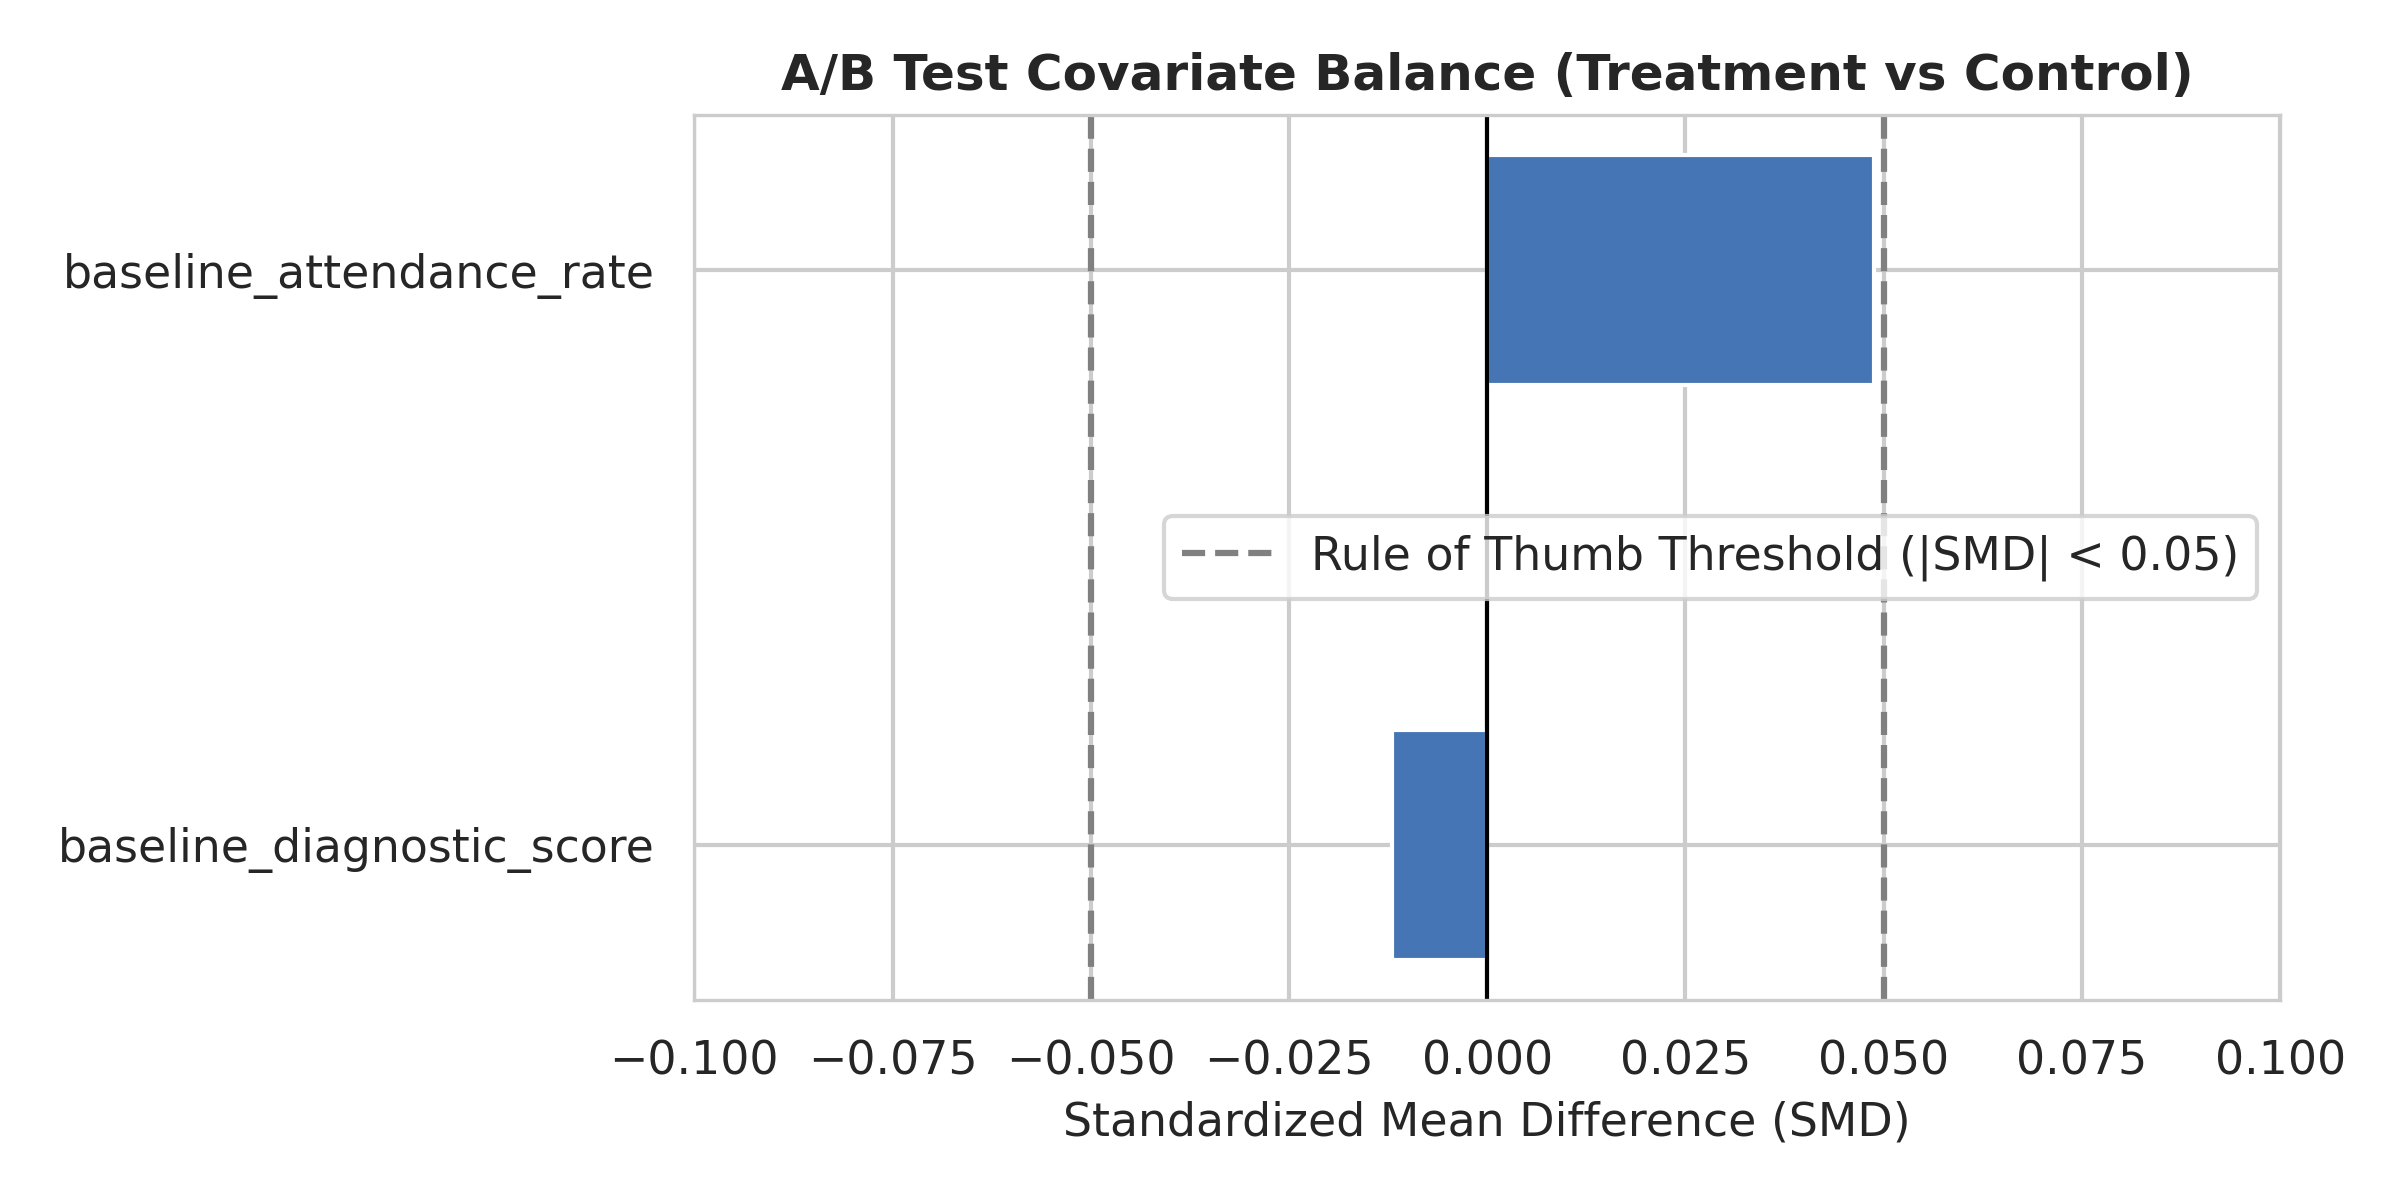 A/B Test Covariate Balance (Treatment vs Control)
baseline_attendance_rate
Rule of Thumb Threshold (|SMD| < 0.05)
baseline_diagnostic_score
−0.100 −0.075 −0.050 −0.025 0.000 0.025 0.050 0.075 0.100
Standardized Mean Difference (SMD)